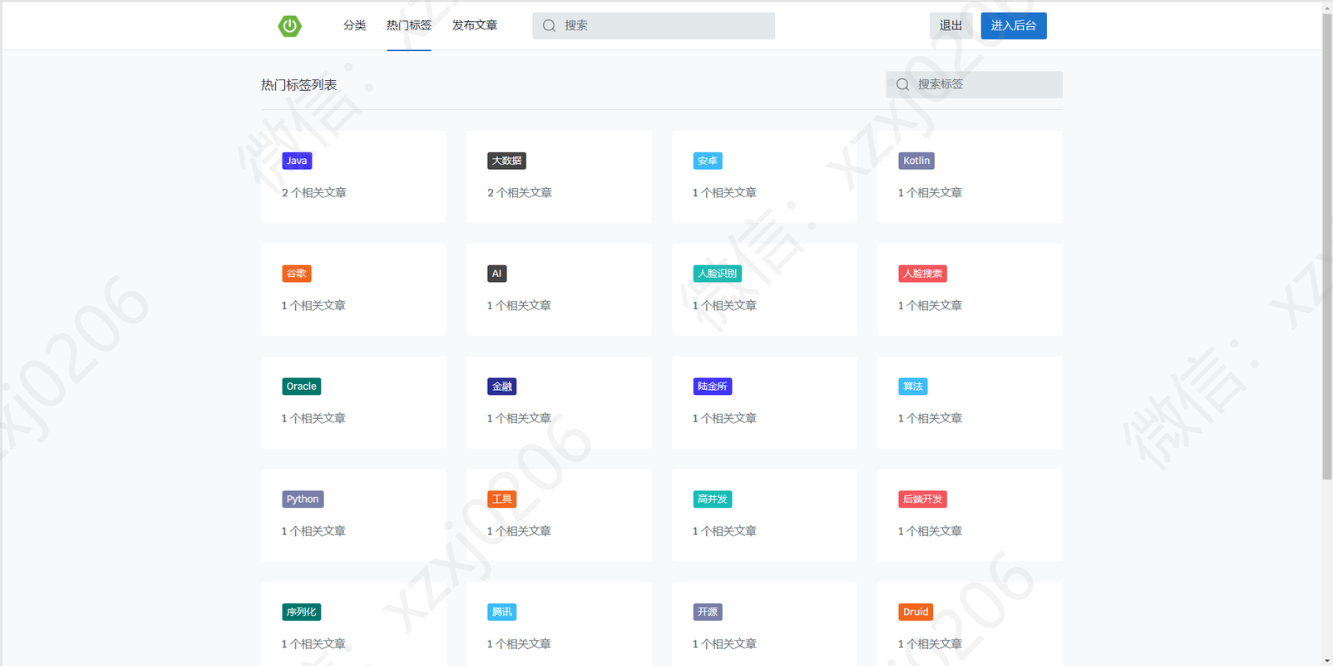 分类 热门标签 发布文章 搜索 退出 进入后台
热门标签列表 搜索标签
Java 大数据 安卓 Kotlin
2 个相关文章 2 个相关文章 1 个相关文章 1 个相关文章
谷歌 AI 人脸识别 人脸搜索
1 个相关文章 1 个相关文章 1 个相关文章 1 个相关文章
Oracle 金融 陆金所 算法
1 个相关文章 1 个相关文章 1 个相关文章 1 个相关文章
Python 工具 高并发 后端开发
1 个相关文章 1 个相关文章 1 个相关文章 1 个相关文章
序列化 腾讯 开源 Druid
1 个相关文章 1 个相关文章 1 个相关文章 1 个相关文章
微信：xzxj0206